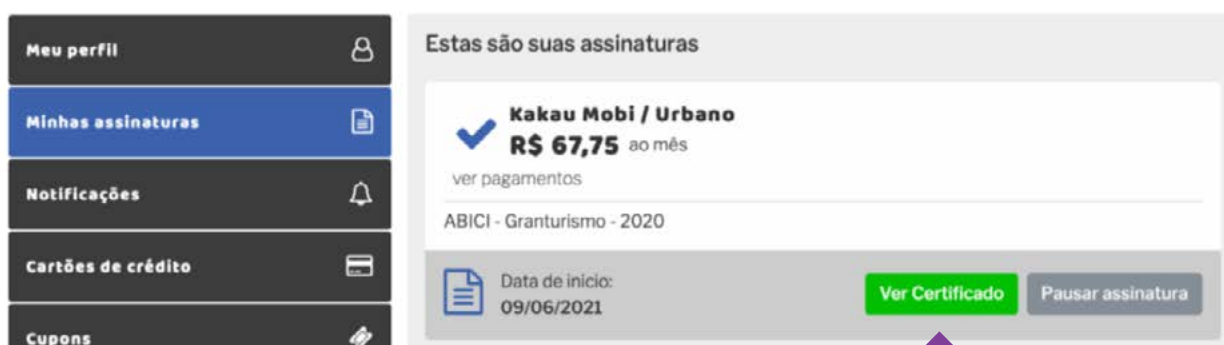 Meu perfil
Minhas assinaturas
Notificações
Cartões de crédito
Cupons
Estas são suas assinaturas
Kakau Mobi / Urbano
R$ 67,75 ao mês
ver pagamentos
ABICI - Granturismo - 2020
Data de inicio:
09/06/2021
Ver Certificado
Pausar assinatura